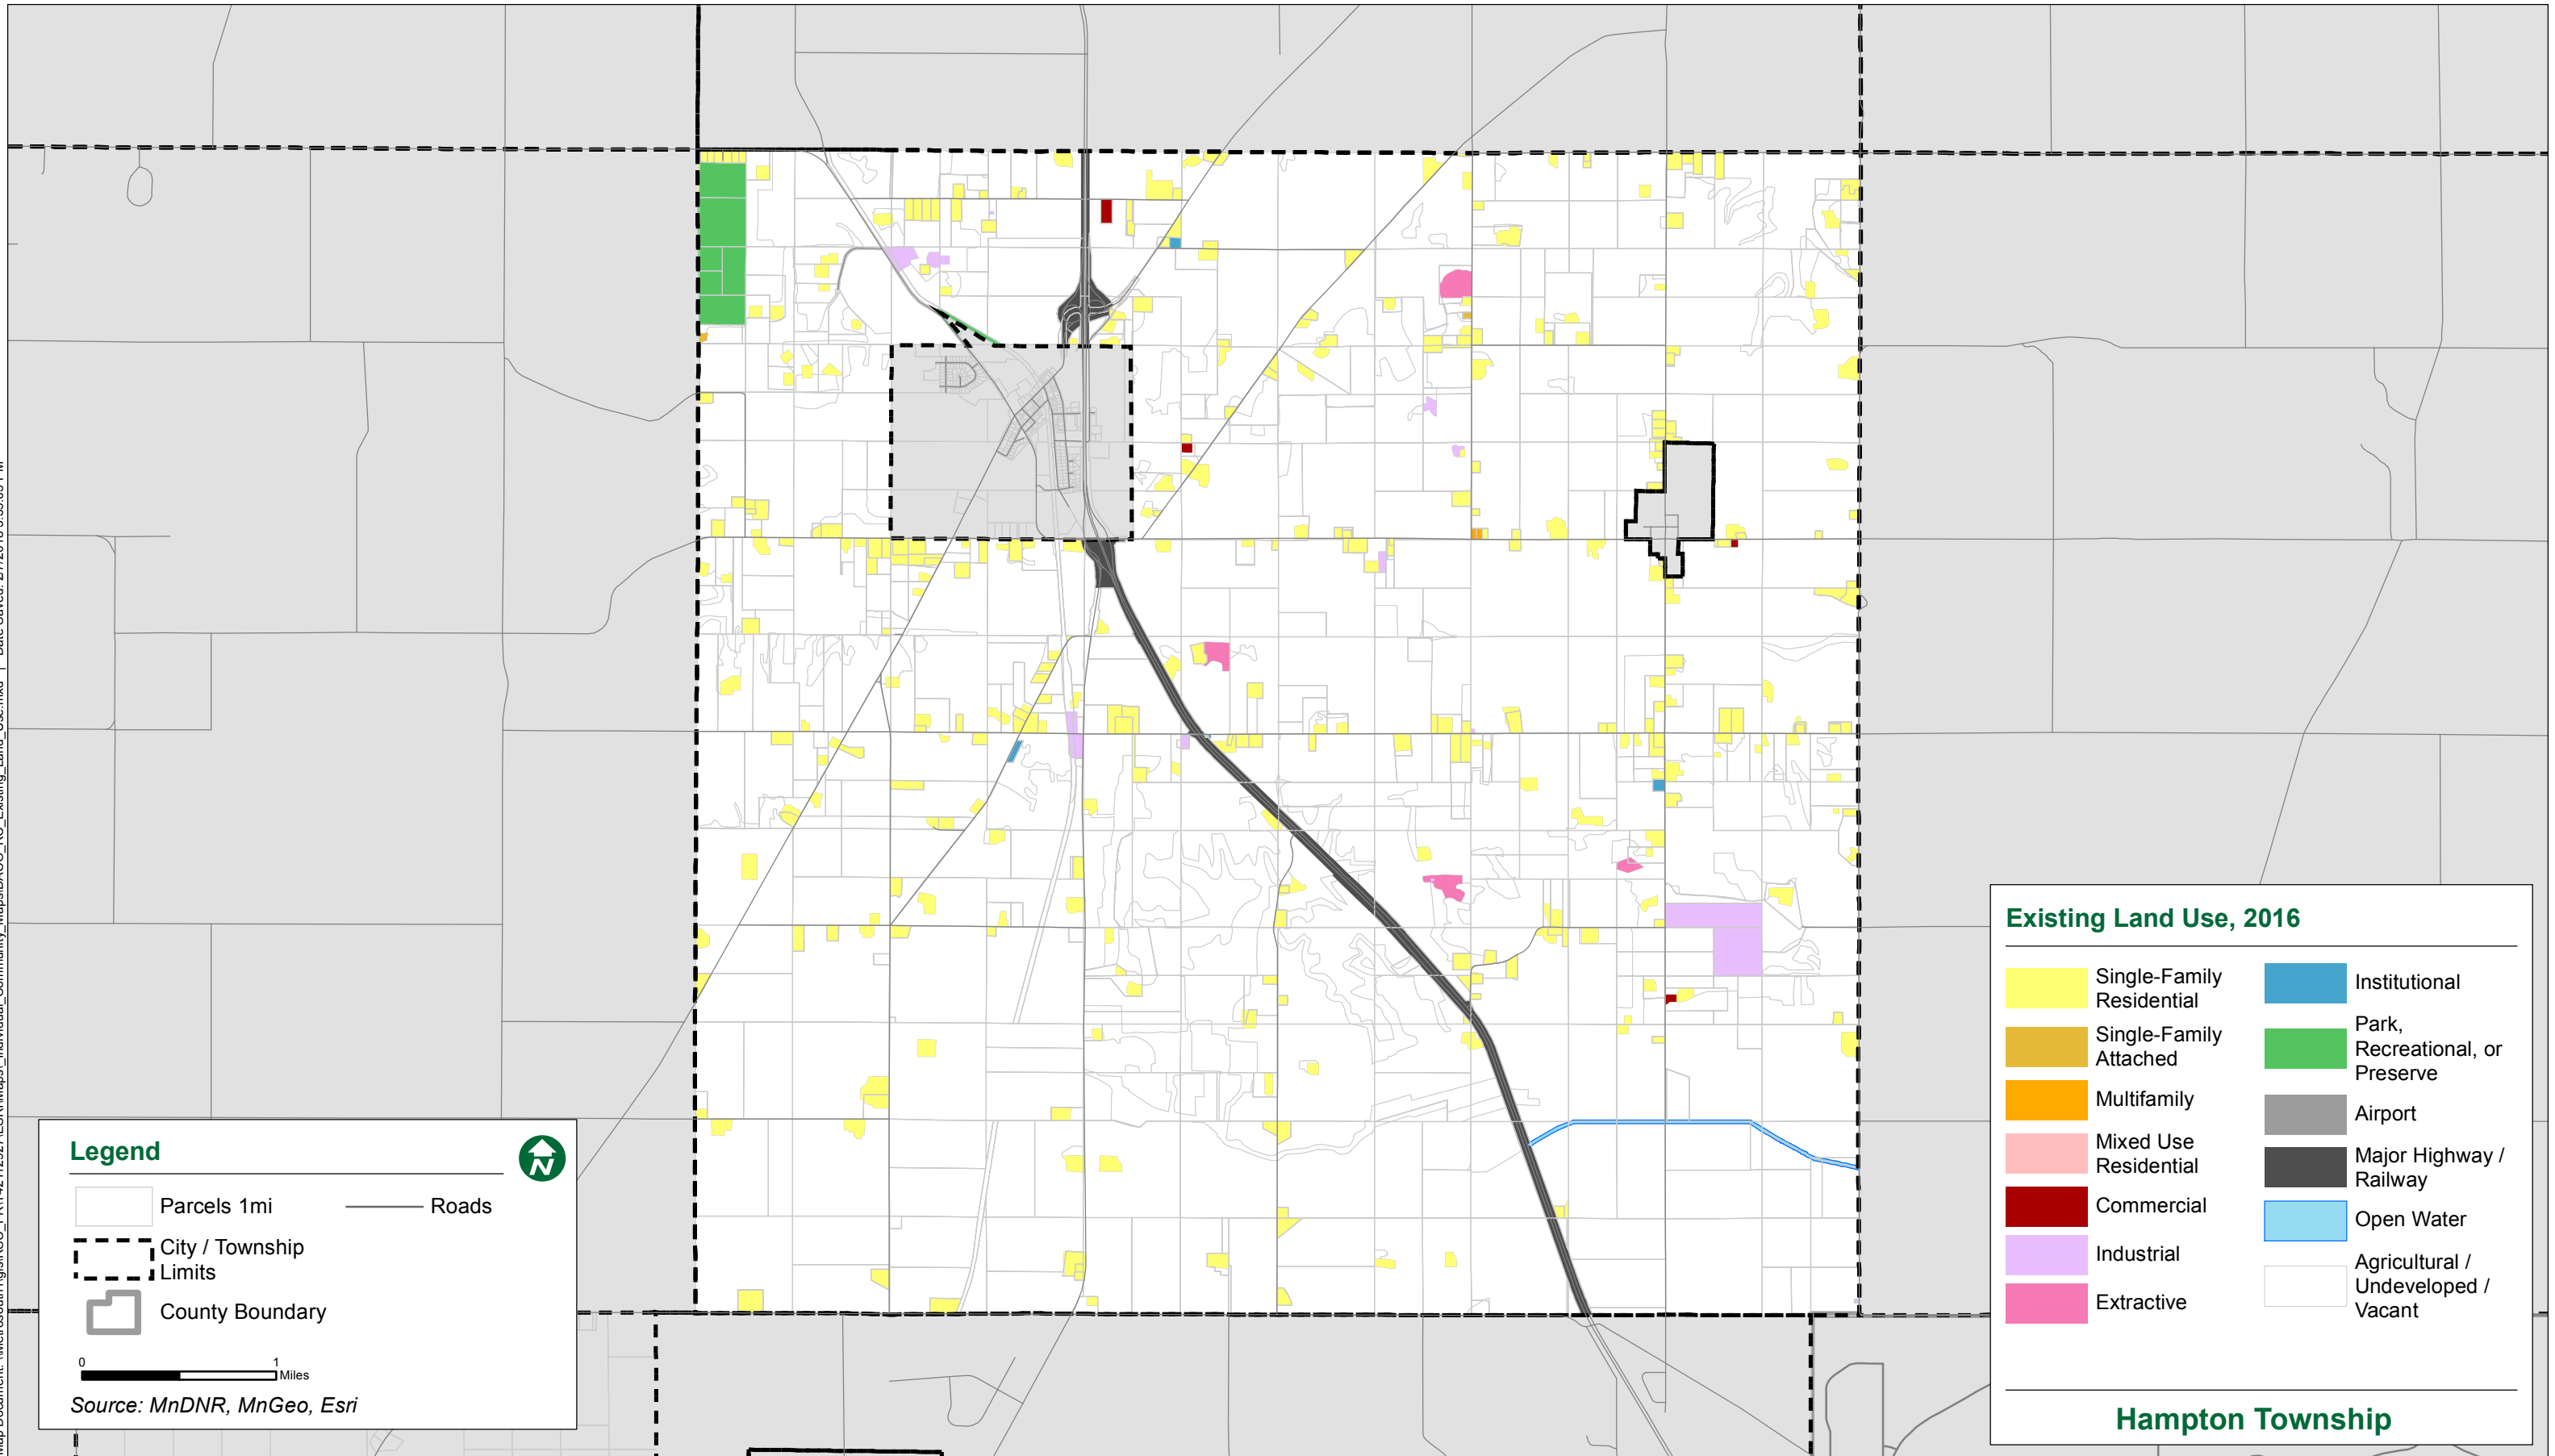 Existing Land Use, 2016
Single-Family
Residential
Single-Family
Attached
Multifamily
Mixed Use
Residential
Commercial
Industrial
Extractive
Institutional
Park,
Recreational, or
Preserve
Airport
Major Highway /
Railway
Open Water
Agricultural /
Undeveloped /
Vacant
Hampton Township
Legend
N
Parcels 1mi
Roads
City / Township
Limits
County Boundary
0 1
Miles
Source: MnDNR, MnGeo, Esri